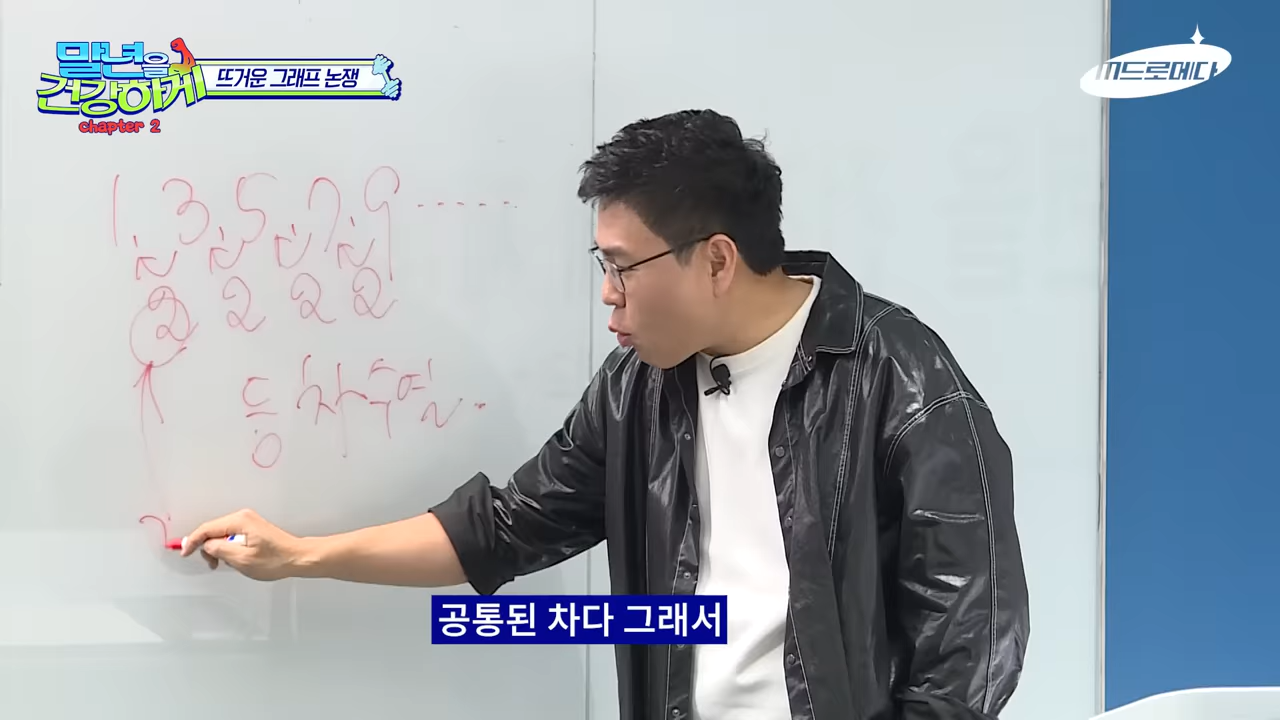 말년을
건강하게
chapter 2
뜨거운 그래프 논쟁
ㅆ드로메다
1, 3, 5, 7, 9 ------
2 2 2 2
등차수열.
공통된 차다 그래서